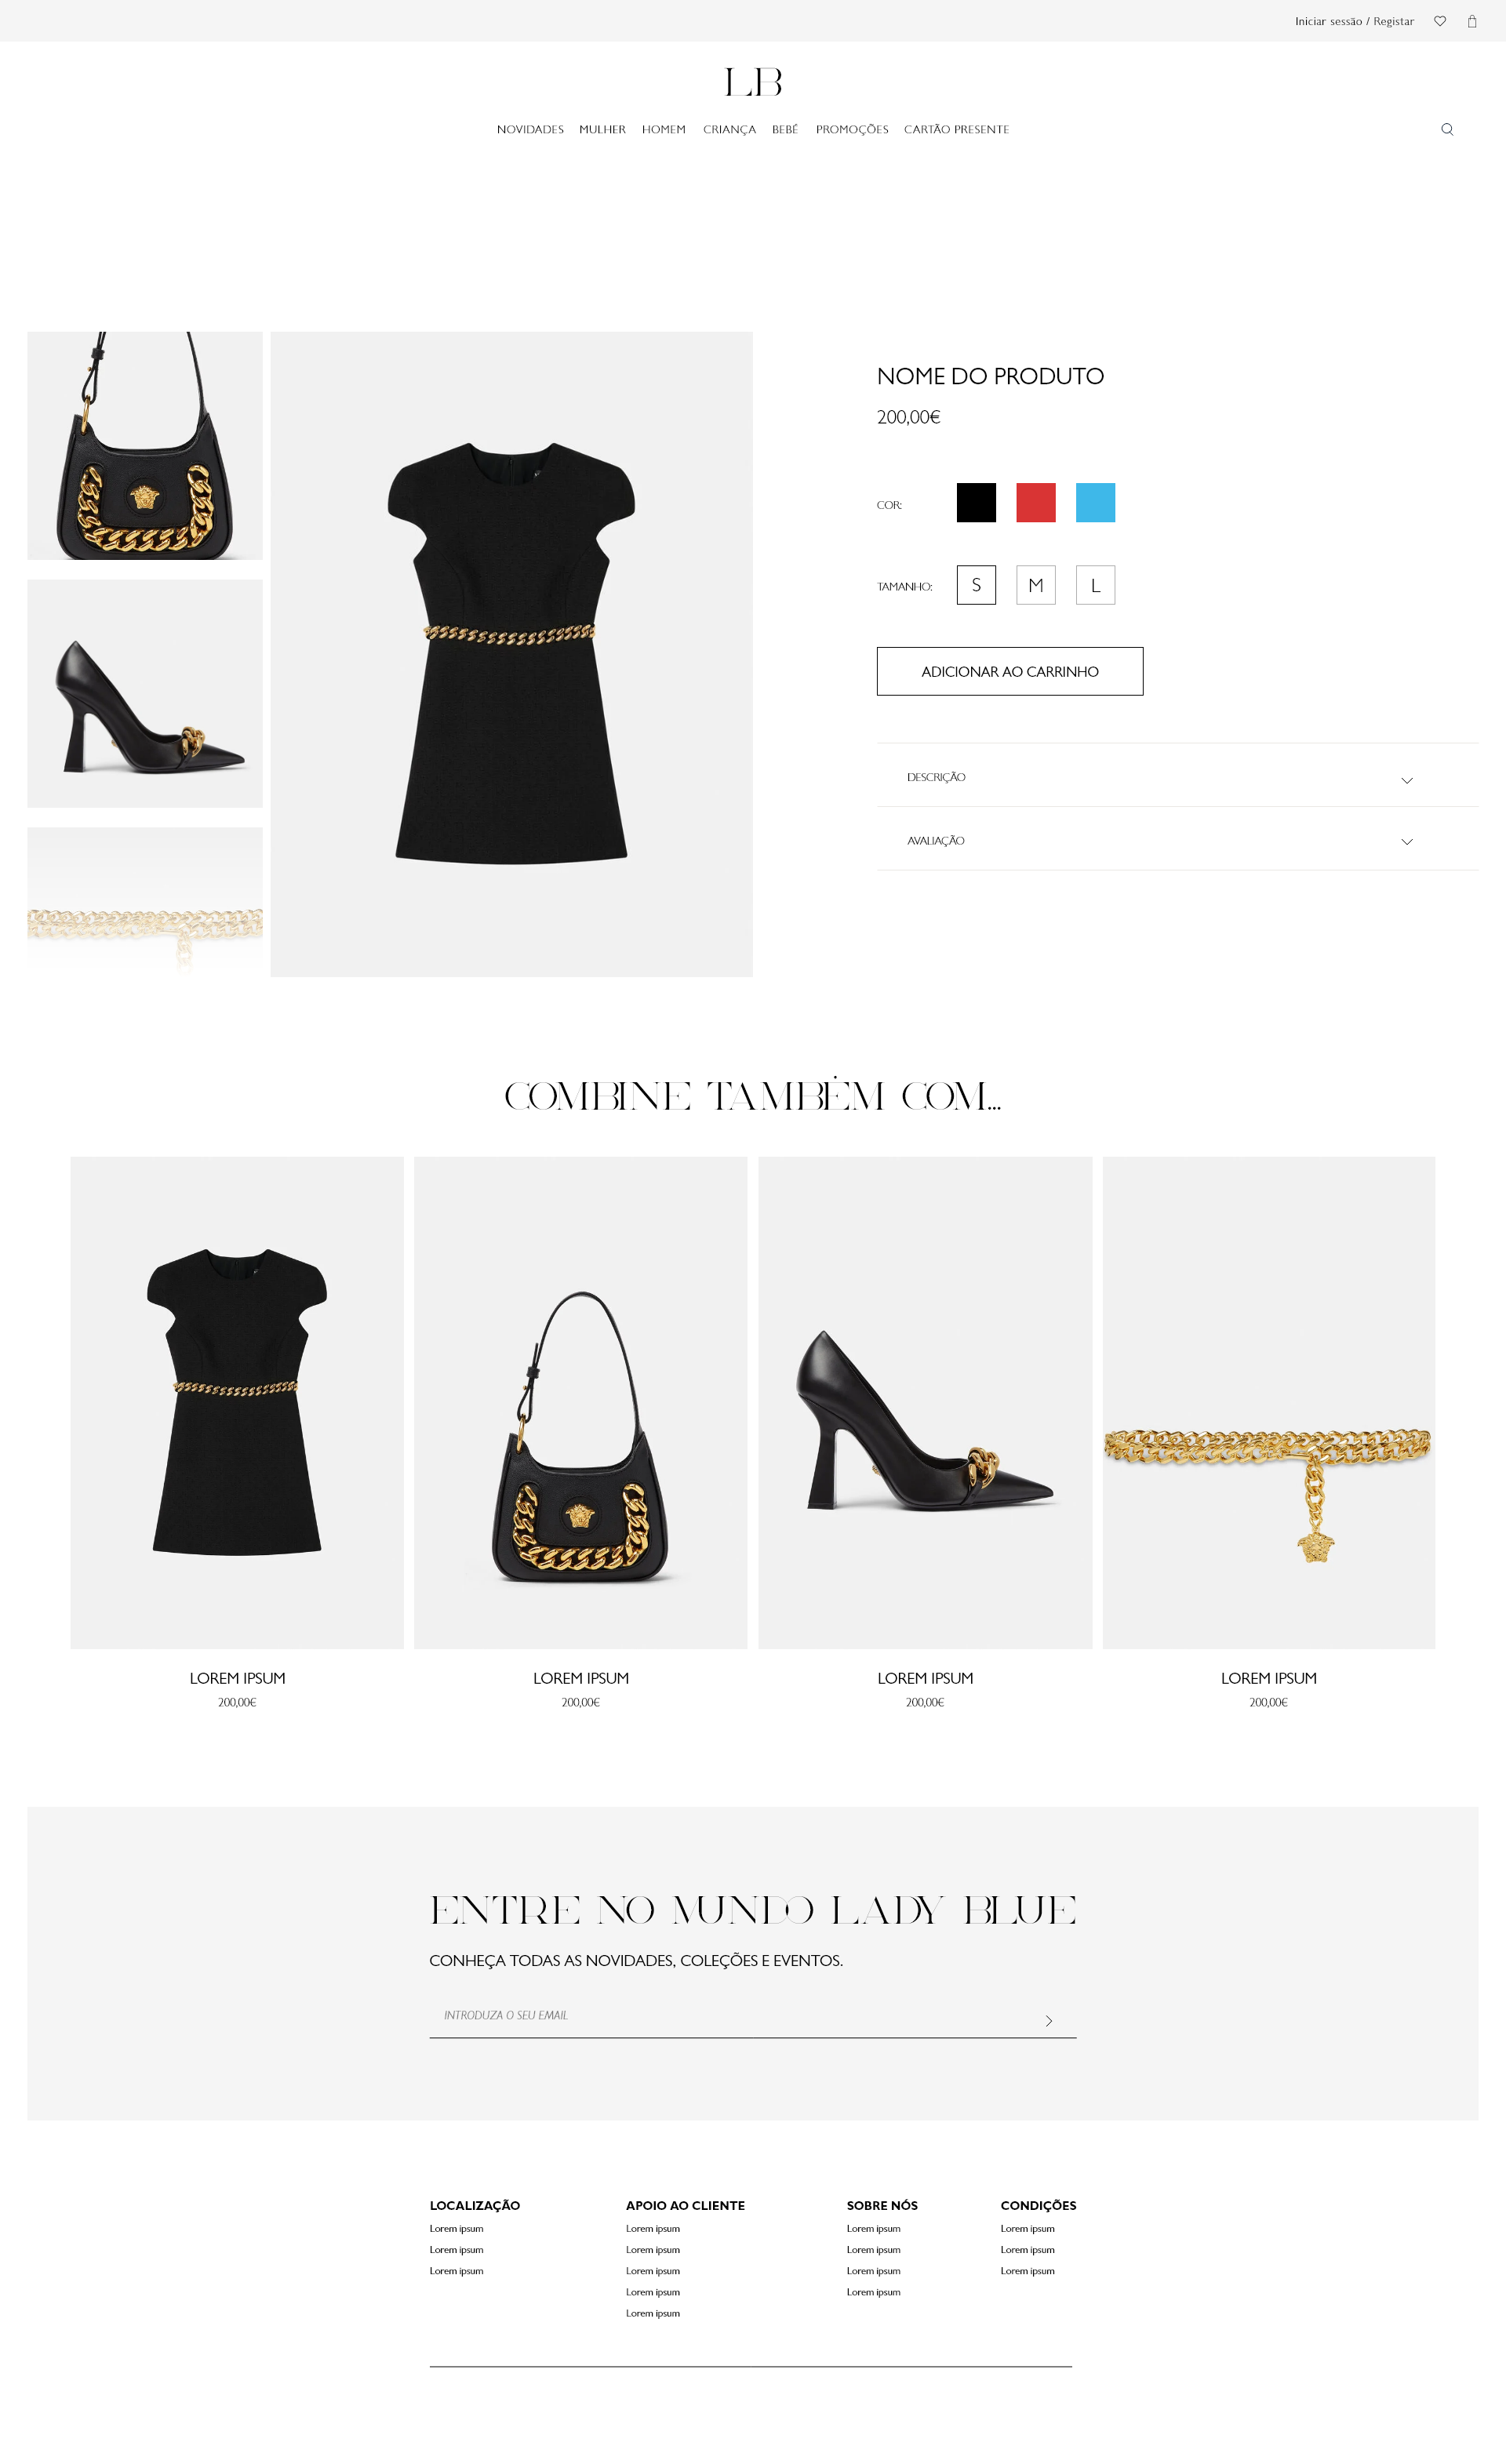 Iniciar sessão / Registar
LB
NOVIDADES MULHER HOMEM CRIANÇA BEBÉ PROMOÇÕES CARTÃO PRESENTE
NOME DO PRODUTO
200,00€
COR:
TAMANHO: S M L
ADICIONAR AO CARRINHO
DESCRIÇÃO
AVALIAÇÃO
COMBINE TAMBÉM COM...
LOREM IPSUM LOREM IPSUM LOREM IPSUM LOREM IPSUM
200,00€ 200,00€ 200,00€ 200,00€
ENTRE NO MUNDO LADY BLUE
CONHEÇA TODAS AS NOVIDADES, COLEÇÕES E EVENTOS.
INTRODUZA O SEU EMAIL
LOCALIZAÇÃO
Lorem ipsum
Lorem ipsum
Lorem ipsum
APOIO AO CLIENTE
Lorem ipsum
Lorem ipsum
Lorem ipsum
Lorem ipsum
Lorem ipsum
SOBRE NÓS
Lorem ipsum
Lorem ipsum
Lorem ipsum
Lorem ipsum
CONDIÇÕES
Lorem ipsum
Lorem ipsum
Lorem ipsum